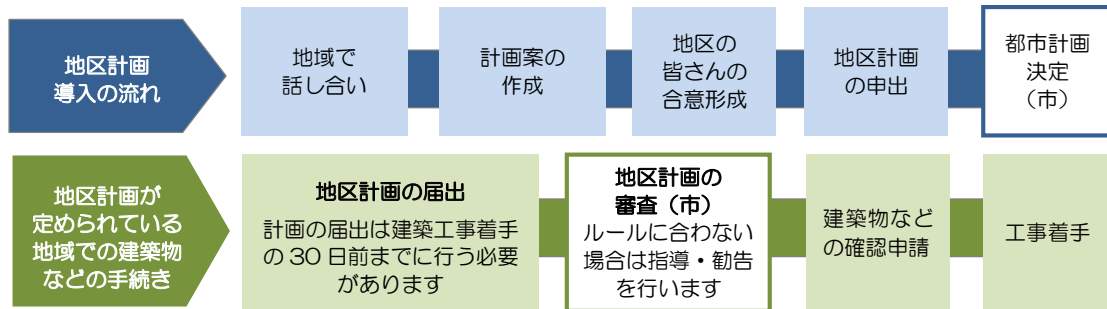 地区計画
導入の流れ
地域で
話し合い
計画案の
作成
地区の
皆さんの
合意形成
地区計画
の申出
都市計画
決定
（市）
地区計画が
定められている
地域での建築物
などの手続き
地区計画の届出
計画の届出は建築工事着手
の 30 日前までに行う必要
があります
地区計画の
審査（市）
ルールに合わない
場合は指導・勧告
を行います
建築物など
の確認申請
工事着手